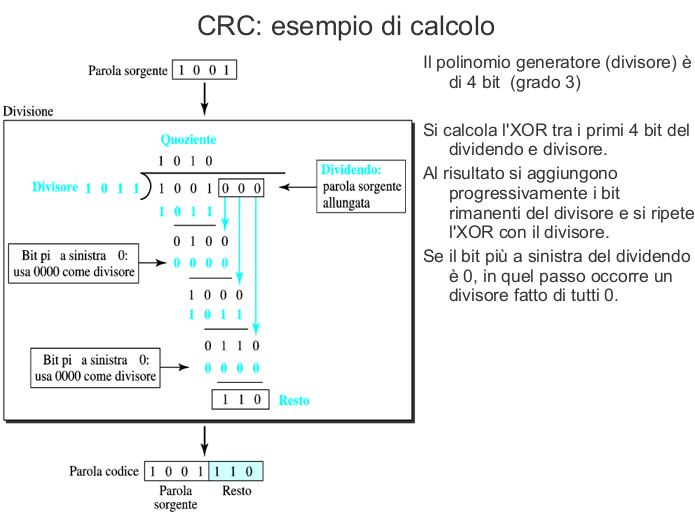 CRC: esempio di calcolo
Parola sorgente 1 0 0 1
Divisione
Quoziente
1 0 1 0
Divisore 1 0 1 1
1 0 0 1 0 0 0
Dividendo:
parola sorgente
allungata
1 0 1 1
0 1 0 0
Bit pi a sinistra 0:
usa 0000 come divisore
0 0 0 0
1 0 0 0
1 0 1 1
0 1 1 0
Bit pi a sinistra 0:
usa 0000 come divisore
0 0 0 0
1 1 0 Resto
Parola codice 1 0 0 1 1 1 0
Parola
sorgente
Resto
Il polinomio generatore (divisore) è
di 4 bit (grado 3)
Si calcola l'XOR tra i primi 4 bit del
dividendo e divisore.
Al risultato si aggiungono
progressivamente i bit
rimanenti del divisore e si ripete
l'XOR con il divisore.
Se il bit più a sinistra del dividendo
è 0, in quel passo occorre un
divisore fatto di tutti 0.